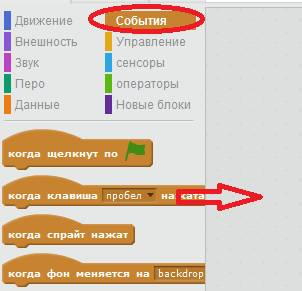 Движение События
Внешность Управление
Звук сенсоры
Перо операторы
Данные Новые блоки
когда щелкнут по
когда клавиша пробел
когда спрайт нажат
когда фон меняется на backdrop